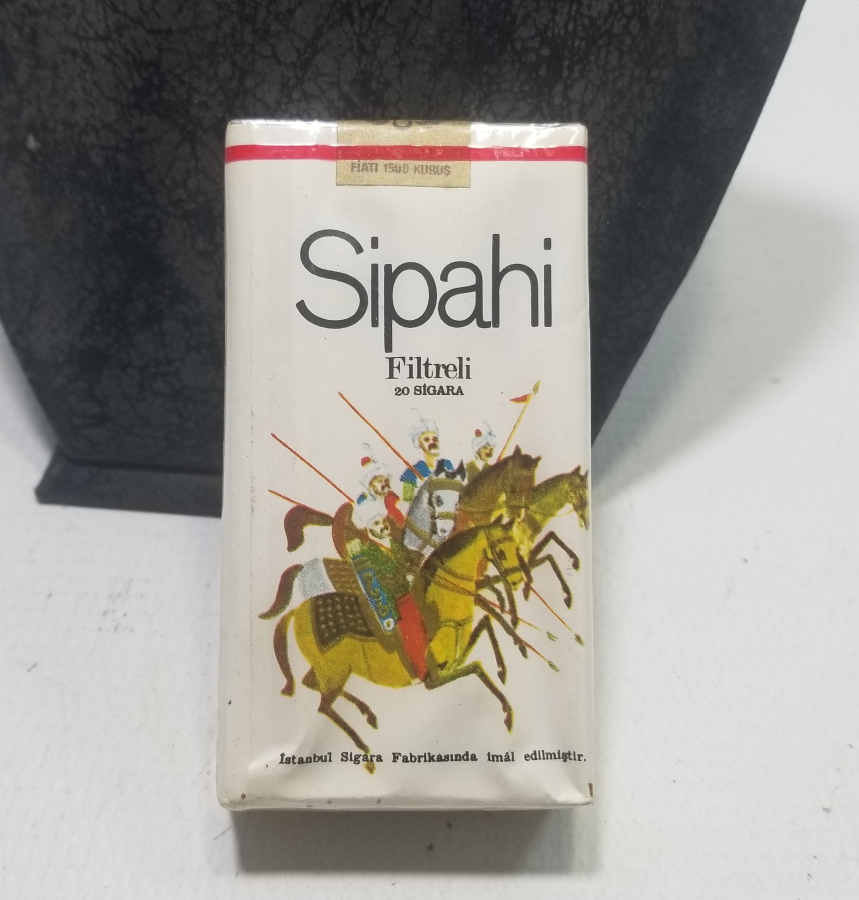 FİATI 1500 KURUŞ
Sipahi
Filtreli
20 SİGARA
İstanbul Sigara Fabrikasında imâl edilmiştir.